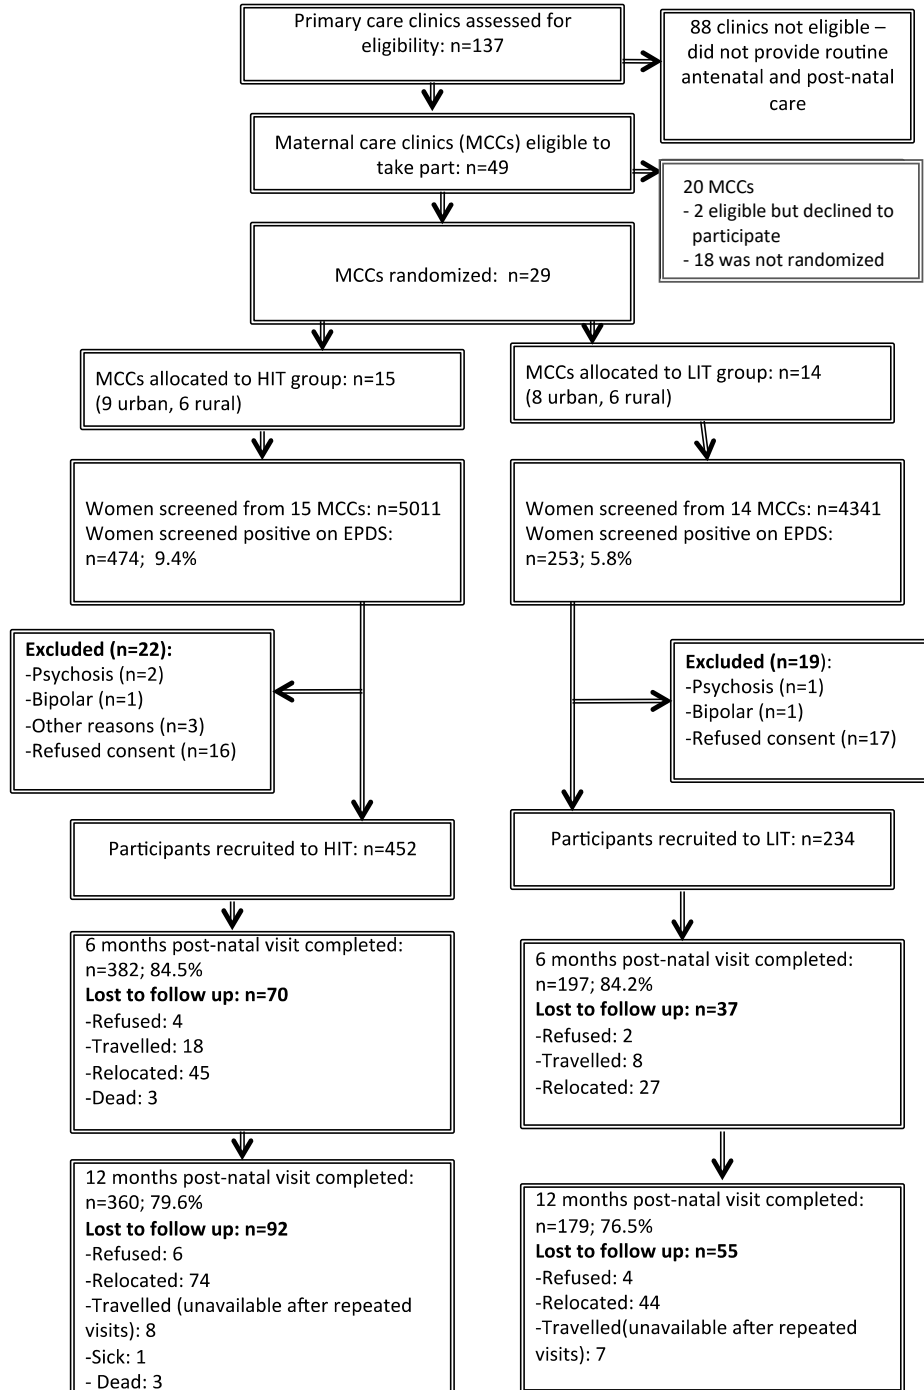 Primary care clinics assessed for
eligibility: n=137
88 clinics not eligible –
did not provide routine
antenatal and post-natal
care
Maternal care clinics (MCCs) eligible to
take part: n=49
20 MCCs
- 2 eligible but declined to
participate
- 18 was not randomized
MCCs randomized: n=29
MCCs allocated to HIT group: n=15
(9 urban, 6 rural)
MCCs allocated to LIT group: n=14
(8 urban, 6 rural)
Women screened from 15 MCCs: n=5011
Women screened positive on EPDS:
n=474; 9.4%
Women screened from 14 MCCs: n=4341
Women screened positive on EPDS:
n=253; 5.8%
Excluded (n=22):
-Psychosis (n=2)
-Bipolar (n=1)
-Other reasons (n=3)
-Refused consent (n=16)
Excluded (n=19):
-Psychosis (n=1)
-Bipolar (n=1)
-Refused consent (n=17)
Participants recruited to HIT: n=452
Participants recruited to LIT: n=234
6 months post-natal visit completed:
n=382; 84.5%
Lost to follow up: n=70
-Refused: 4
-Travelled: 18
-Relocated: 45
-Dead: 3
6 months post-natal visit completed:
n=197; 84.2%
Lost to follow up: n=37
-Refused: 2
-Travelled: 8
-Relocated: 27
12 months post-natal visit completed:
n=360; 79.6%
Lost to follow up: n=92
-Refused: 6
-Relocated: 74
-Travelled (unavailable after repeated
visits): 8
-Sick: 1
- Dead: 3
12 months post-natal visit completed:
n=179; 76.5%
Lost to follow up: n=55
-Refused: 4
-Relocated: 44
-Travelled(unavailable after repeated
visits): 7